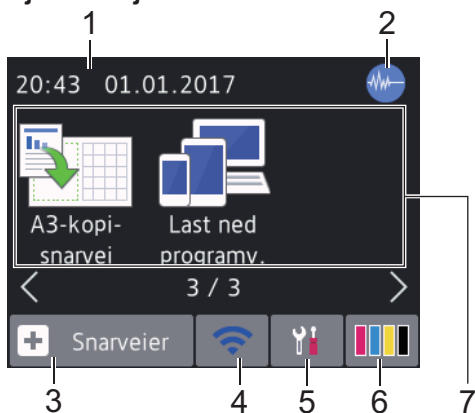 1 2
20:43 01.01.2017
A3-kopi-
snarvei
Last ned
programv.
3 / 3
Snarveier
3 4 5 6 7